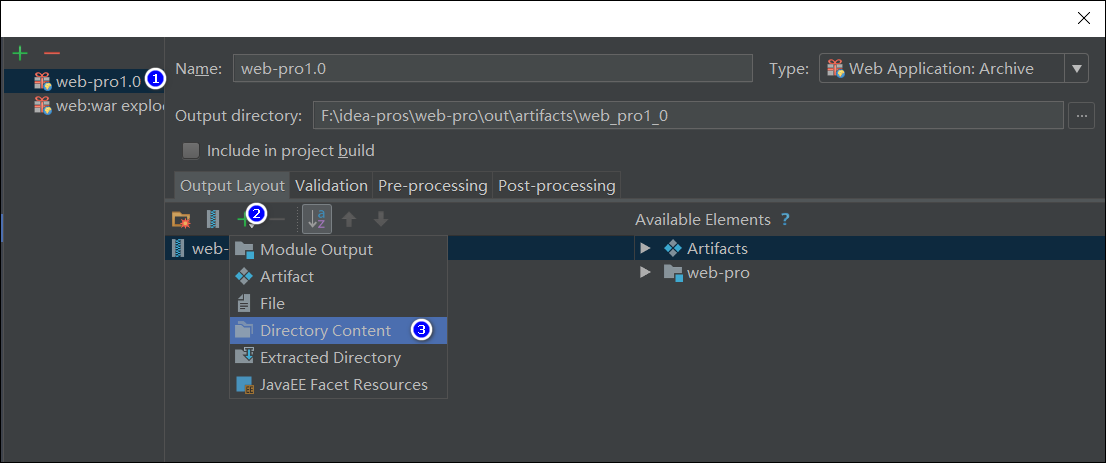 web-pro1.0 1
web:war explo
Name: web-pro1.0 Type: Web Application: Archive
Output directory: F:\idea-pros\web-pro\out\artifacts\web_pro1_0 ...
Include in project build
Output Layout Validation Pre-processing Post-processing
2 a z Available Elements ?
web- Artifacts
Module Output web-pro
Artifact
File
Directory Content 3
Extracted Directory
JavaEE Facet Resources